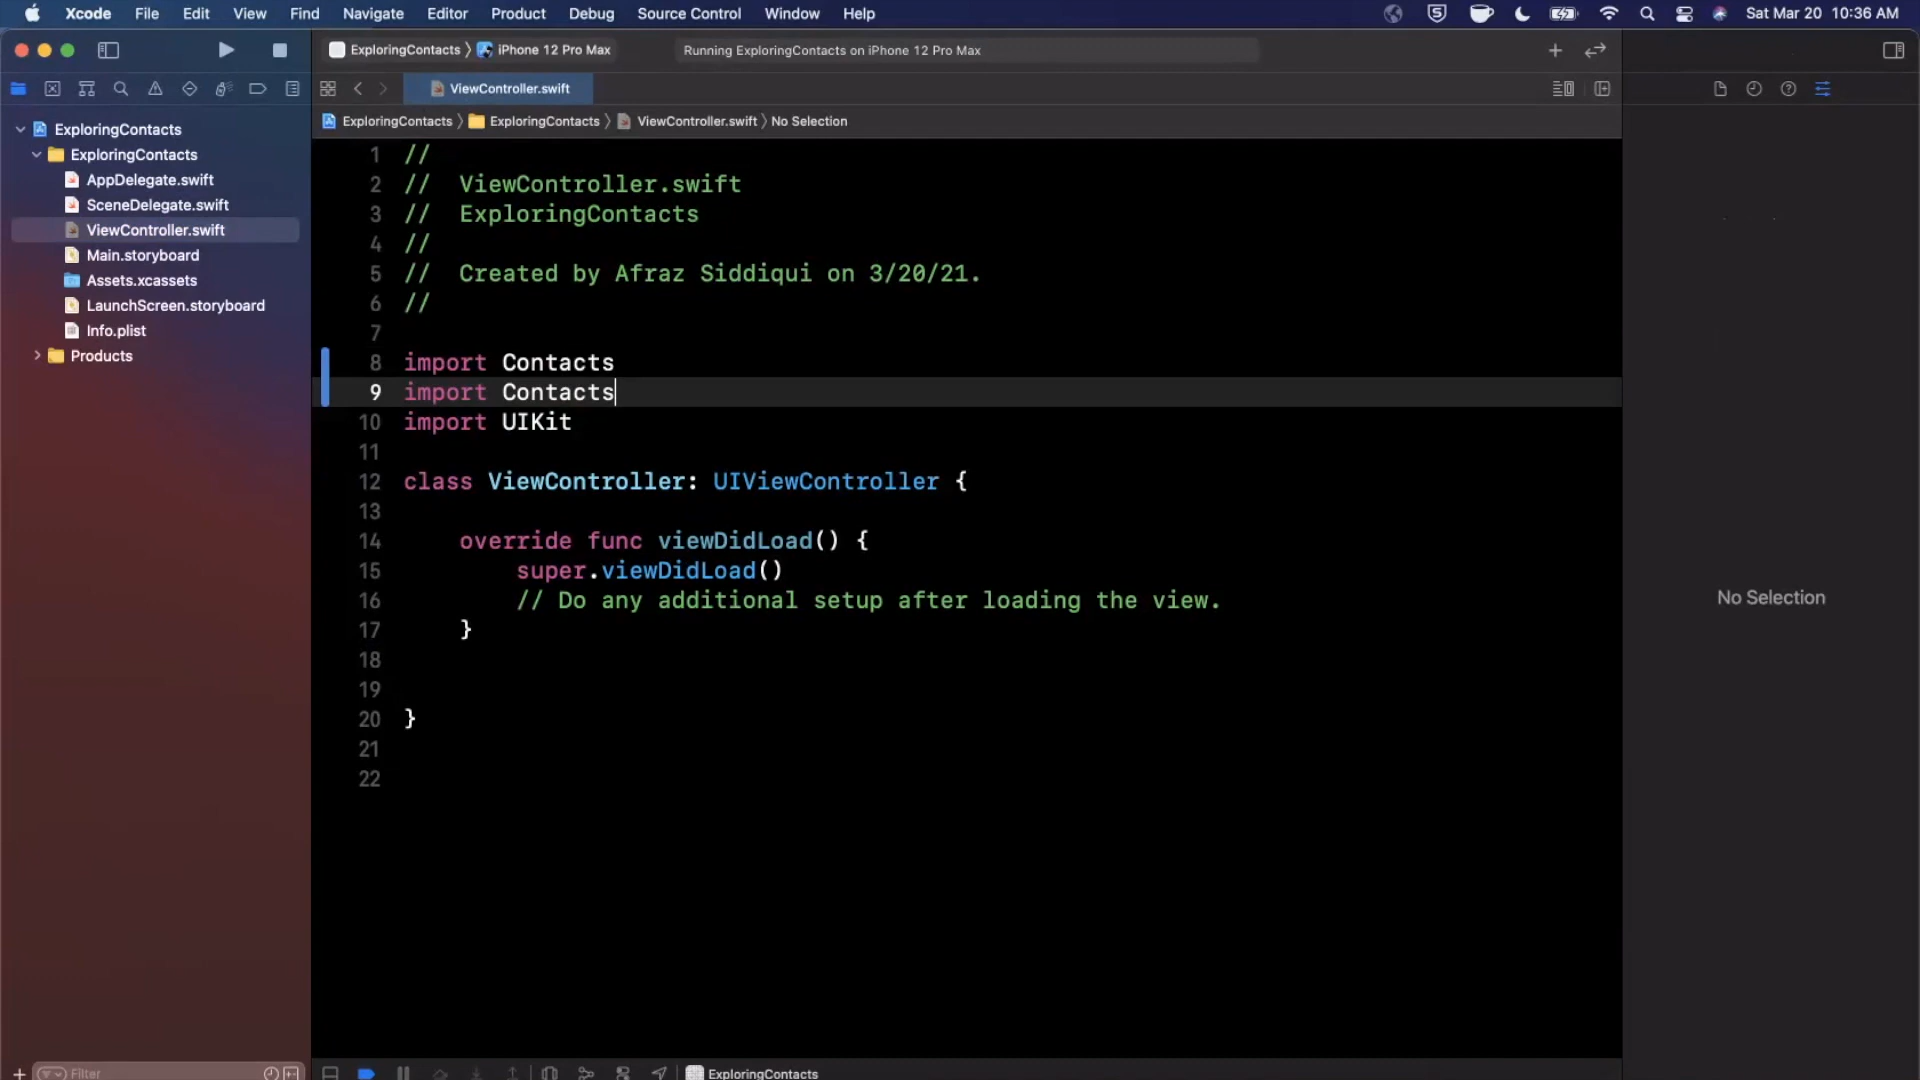 Xcode File Edit View Find Navigate Editor Product Debug Source Control Window Help Sat Mar 20 10:36 AM
ExploringContacts 〉 iPhone 12 Pro Max Running ExploringContacts on iPhone 12 Pro Max
ViewController.swift
ExploringContacts 〉 ExploringContacts 〉 ViewController.swift 〉 No Selection
ExploringContacts
ExploringContacts
AppDelegate.swift
SceneDelegate.swift
ViewController.swift
Main.storyboard
Assets.xcassets
LaunchScreen.storyboard
Info.plist
Products
Filter
1 //
2 // ViewController.swift
3 // ExploringContacts
4 //
5 // Created by Afraz Siddiqui on 3/20/21.
6 //
7
8 import Contacts
9 import Contacts
10 import UIKit
11
12 class ViewController: UIViewController {
13
14 override func viewDidLoad() {
15 super.viewDidLoad()
16 // Do any additional setup after loading the view.
17 }
18
19
20 }
21
22
No Selection
ExploringContacts